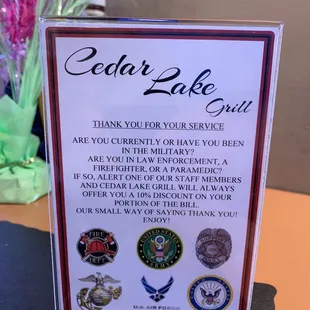 Cedar Lake
Grill
THANK YOU FOR YOUR SERVICE
ARE YOU CURRENTLY OR HAVE YOU BEEN
IN THE MILITARY?
ARE YOU IN LAW ENFORCEMENT, A
FIREFIGHTER, OR A PARAMEDIC?
IF SO, ALERT ONE OF OUR STAFF MEMBERS
AND CEDAR LAKE GRILL WILL ALWAYS
OFFER YOU A 10% DISCOUNT ON YOUR
PORTION OF THE BILL.
OUR SMALL WAY OF SAYING THANK YOU!
ENJOY!
FIRE
DEPT
U.S. AIR FORCE